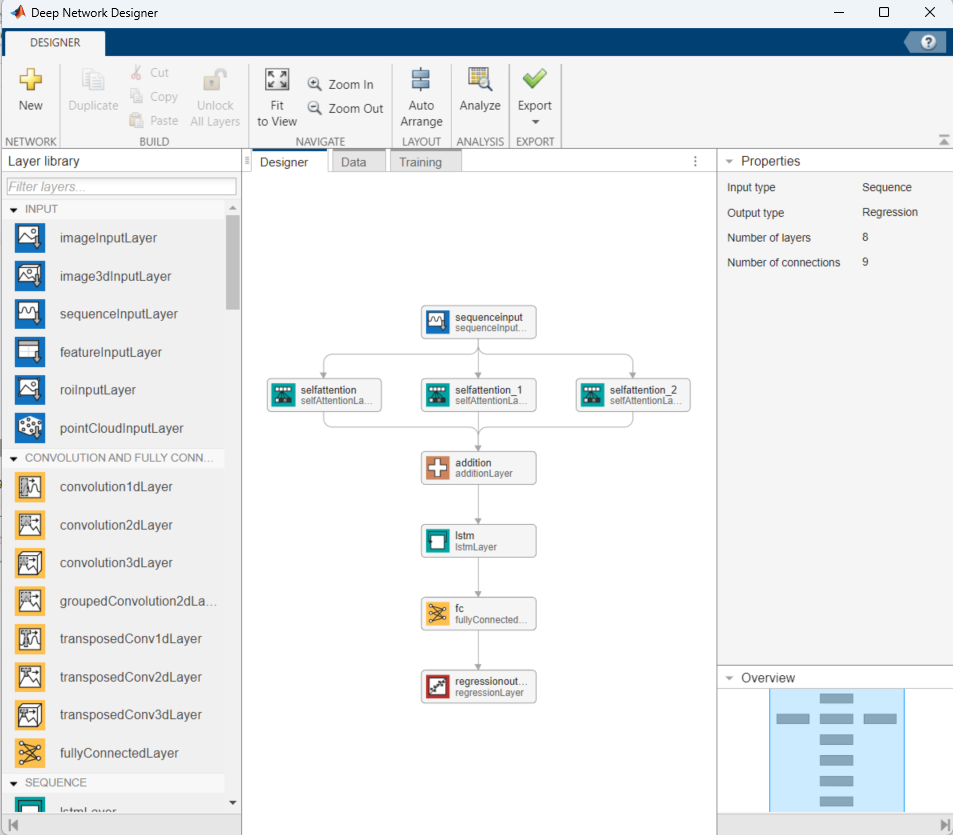 Deep Network Designer
DESIGNER
New
Duplicate
Cut
Copy
Paste
Unlock
All Layers
Fit
to View
Zoom In
Zoom Out
Auto
Arrange
Analyze
Export
NETWORK
BUILD
NAVIGATE
LAYOUT
ANALYSIS
EXPORT
Layer library
Filter layers...
INPUT
imageInputLayer
image3dInputLayer
sequenceInputLayer
featureInputLayer
roiInputLayer
pointCloudInputLayer
CONVOLUTION AND FULLY CONN...
convolution1dLayer
convolution2dLayer
convolution3dLayer
groupedConvolution2dLa...
transposedConv1dLayer
transposedConv2dLayer
transposedConv3dLayer
fullyConnectedLayer
SEQUENCE
lstmLayer
Designer
Data
Training
sequenceinput
sequenceInput...
selfattention
selfAttentionLa...
selfattention_1
selfAttentionLa...
selfattention_2
selfAttentionLa...
addition
additionLayer
lstm
lstmLayer
fc
fullyConnected...
regressionout...
regressionLayer
Properties
Input type Sequence
Output type Regression
Number of layers 8
Number of connections 9
Overview